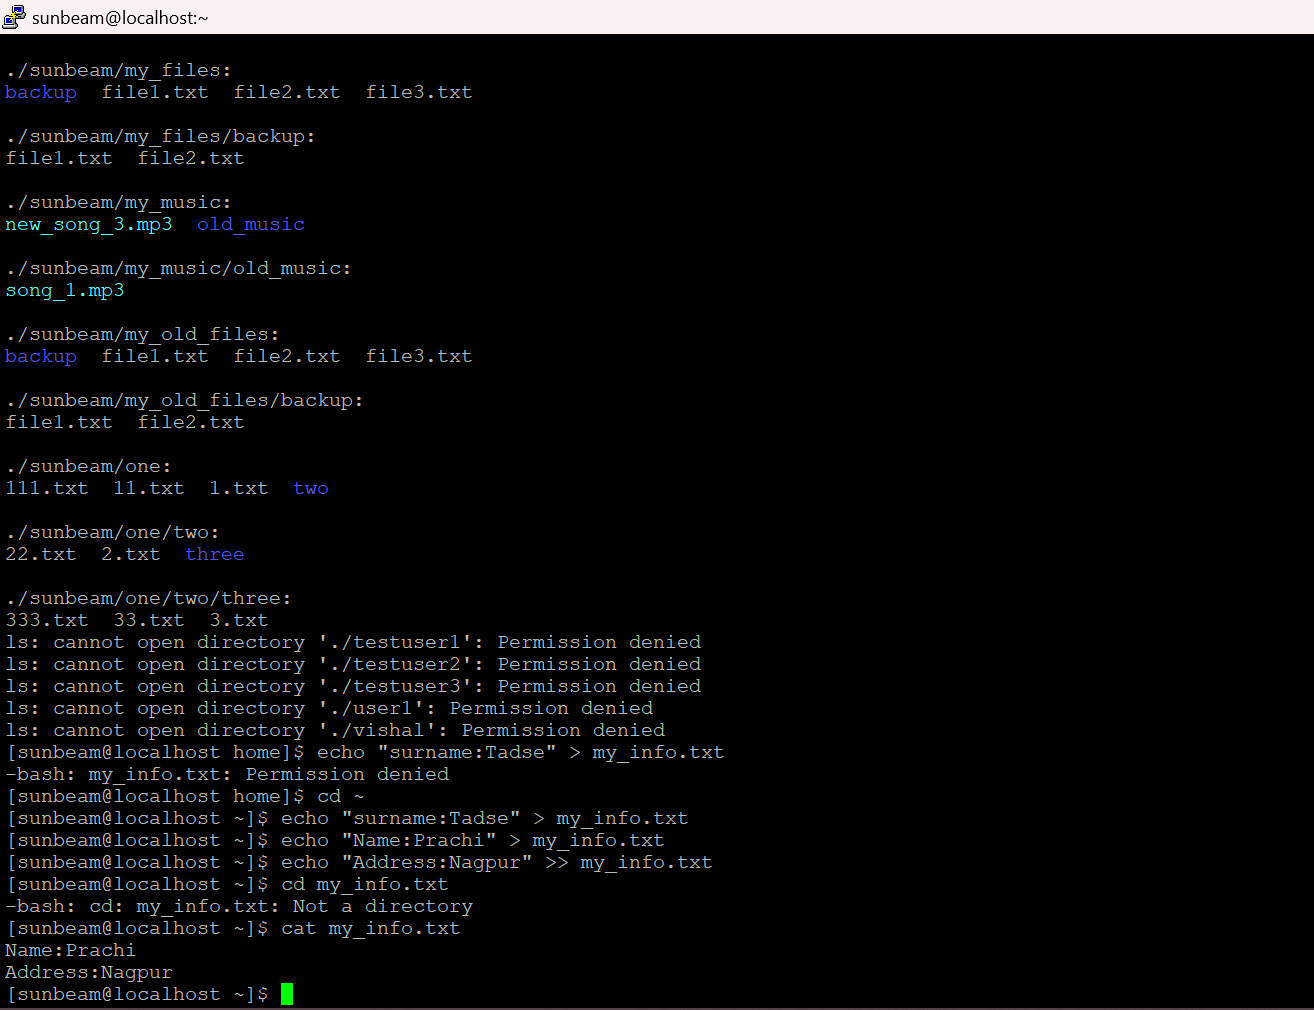 sunbeam@localhost:~
./sunbeam/my_files:
backup  file1.txt  file2.txt  file3.txt
./sunbeam/my_files/backup:
file1.txt  file2.txt
./sunbeam/my_music:
new_song_3.mp3  old_music
./sunbeam/my_music/old_music:
song_1.mp3
./sunbeam/my_old_files:
backup  file1.txt  file2.txt  file3.txt
./sunbeam/my_old_files/backup:
file1.txt  file2.txt
./sunbeam/one:
111.txt  11.txt  1.txt  two
./sunbeam/one/two:
22.txt  2.txt  three
./sunbeam/one/two/three:
333.txt  33.txt  3.txt
ls: cannot open directory './testuser1': Permission denied
ls: cannot open directory './testuser2': Permission denied
ls: cannot open directory './testuser3': Permission denied
ls: cannot open directory './user1': Permission denied
ls: cannot open directory './vishal': Permission denied
[sunbeam@localhost home]$ echo "surname:Tadse" > my_info.txt
-bash: my_info.txt: Permission denied
[sunbeam@localhost home]$ cd ~
[sunbeam@localhost ~]$ echo "surname:Tadse" > my_info.txt
[sunbeam@localhost ~]$ echo "Name:Prachi" > my_info.txt
[sunbeam@localhost ~]$ echo "Address:Nagpur" >> my_info.txt
[sunbeam@localhost ~]$ cd my_info.txt
-bash: cd: my_info.txt: Not a directory
[sunbeam@localhost ~]$ cat my_info.txt
Name:Prachi
Address:Nagpur
[sunbeam@localhost ~]$